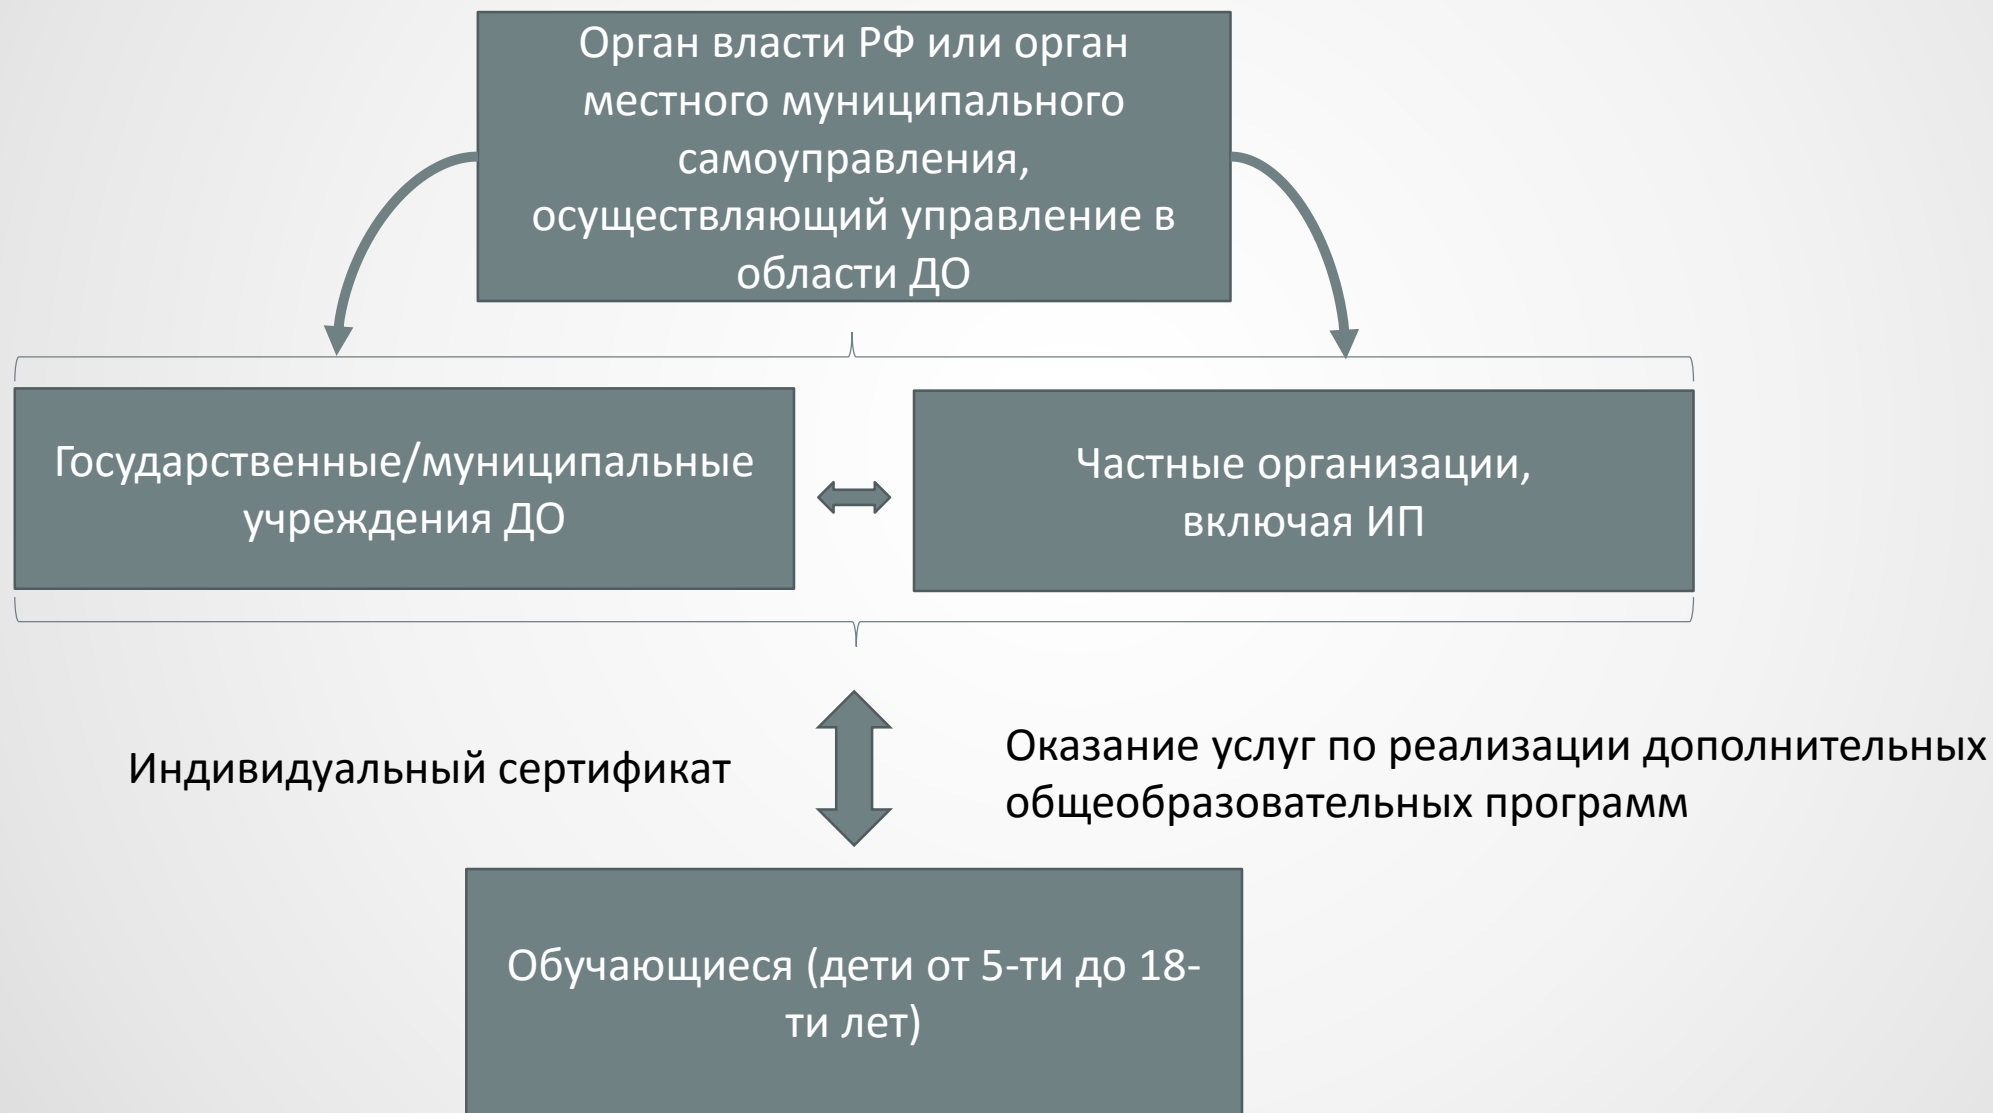 Орган власти РФ или орган
местного муниципального
самоуправления,
осуществляющий управление в
области ДО
Государственные/муниципальные
учреждения ДО
Частные организации,
включая ИП
Индивидуальный сертификат
Оказание услуг по реализации дополнительных
общеобразовательных программ
Обучающиеся (дети от 5-ти до 18-
ти лет)